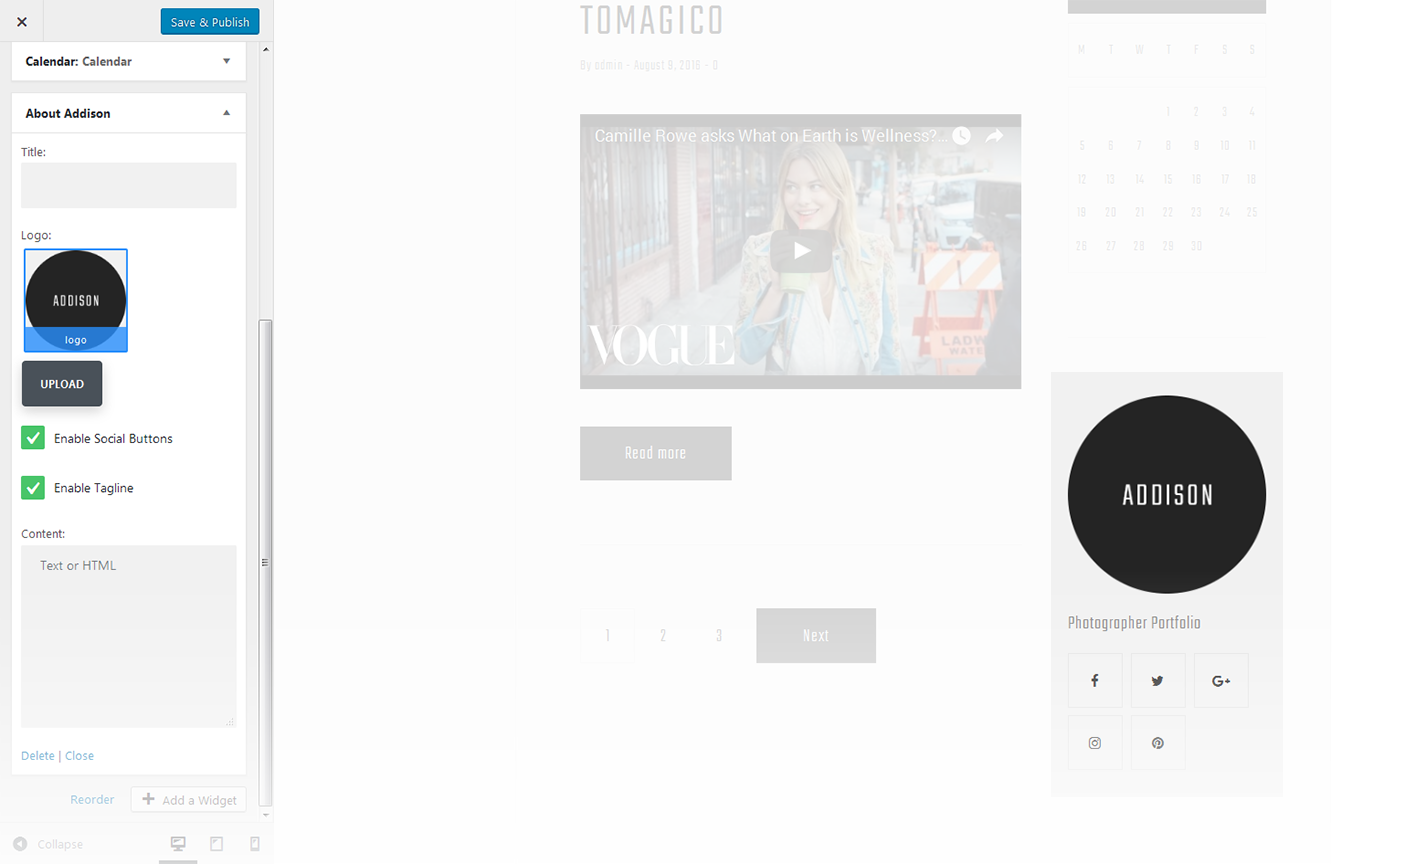 Save & Publish
Calendar: Calendar
About Addison
Title:
Logo:
ADDISON
logo
UPLOAD
Enable Social Buttons
Enable Tagline
Content:
Text or HTML
Delete | Close
Reorder
Add a Widget
Collapse
TOMAGICO
By admin - August 8, 2015 - 0
Camille Rowe asks What on Earth is Wellness?...
VOGUE
Read more
1 2 3 Next
M T W T F S S
1 2 3 4
5 6 7 8 9 10 11
12 13 14 15 16 17 18
19 20 21 22 23 24 25
26 27 28 29 30
ADDISON
Photographer Portfolio
G+